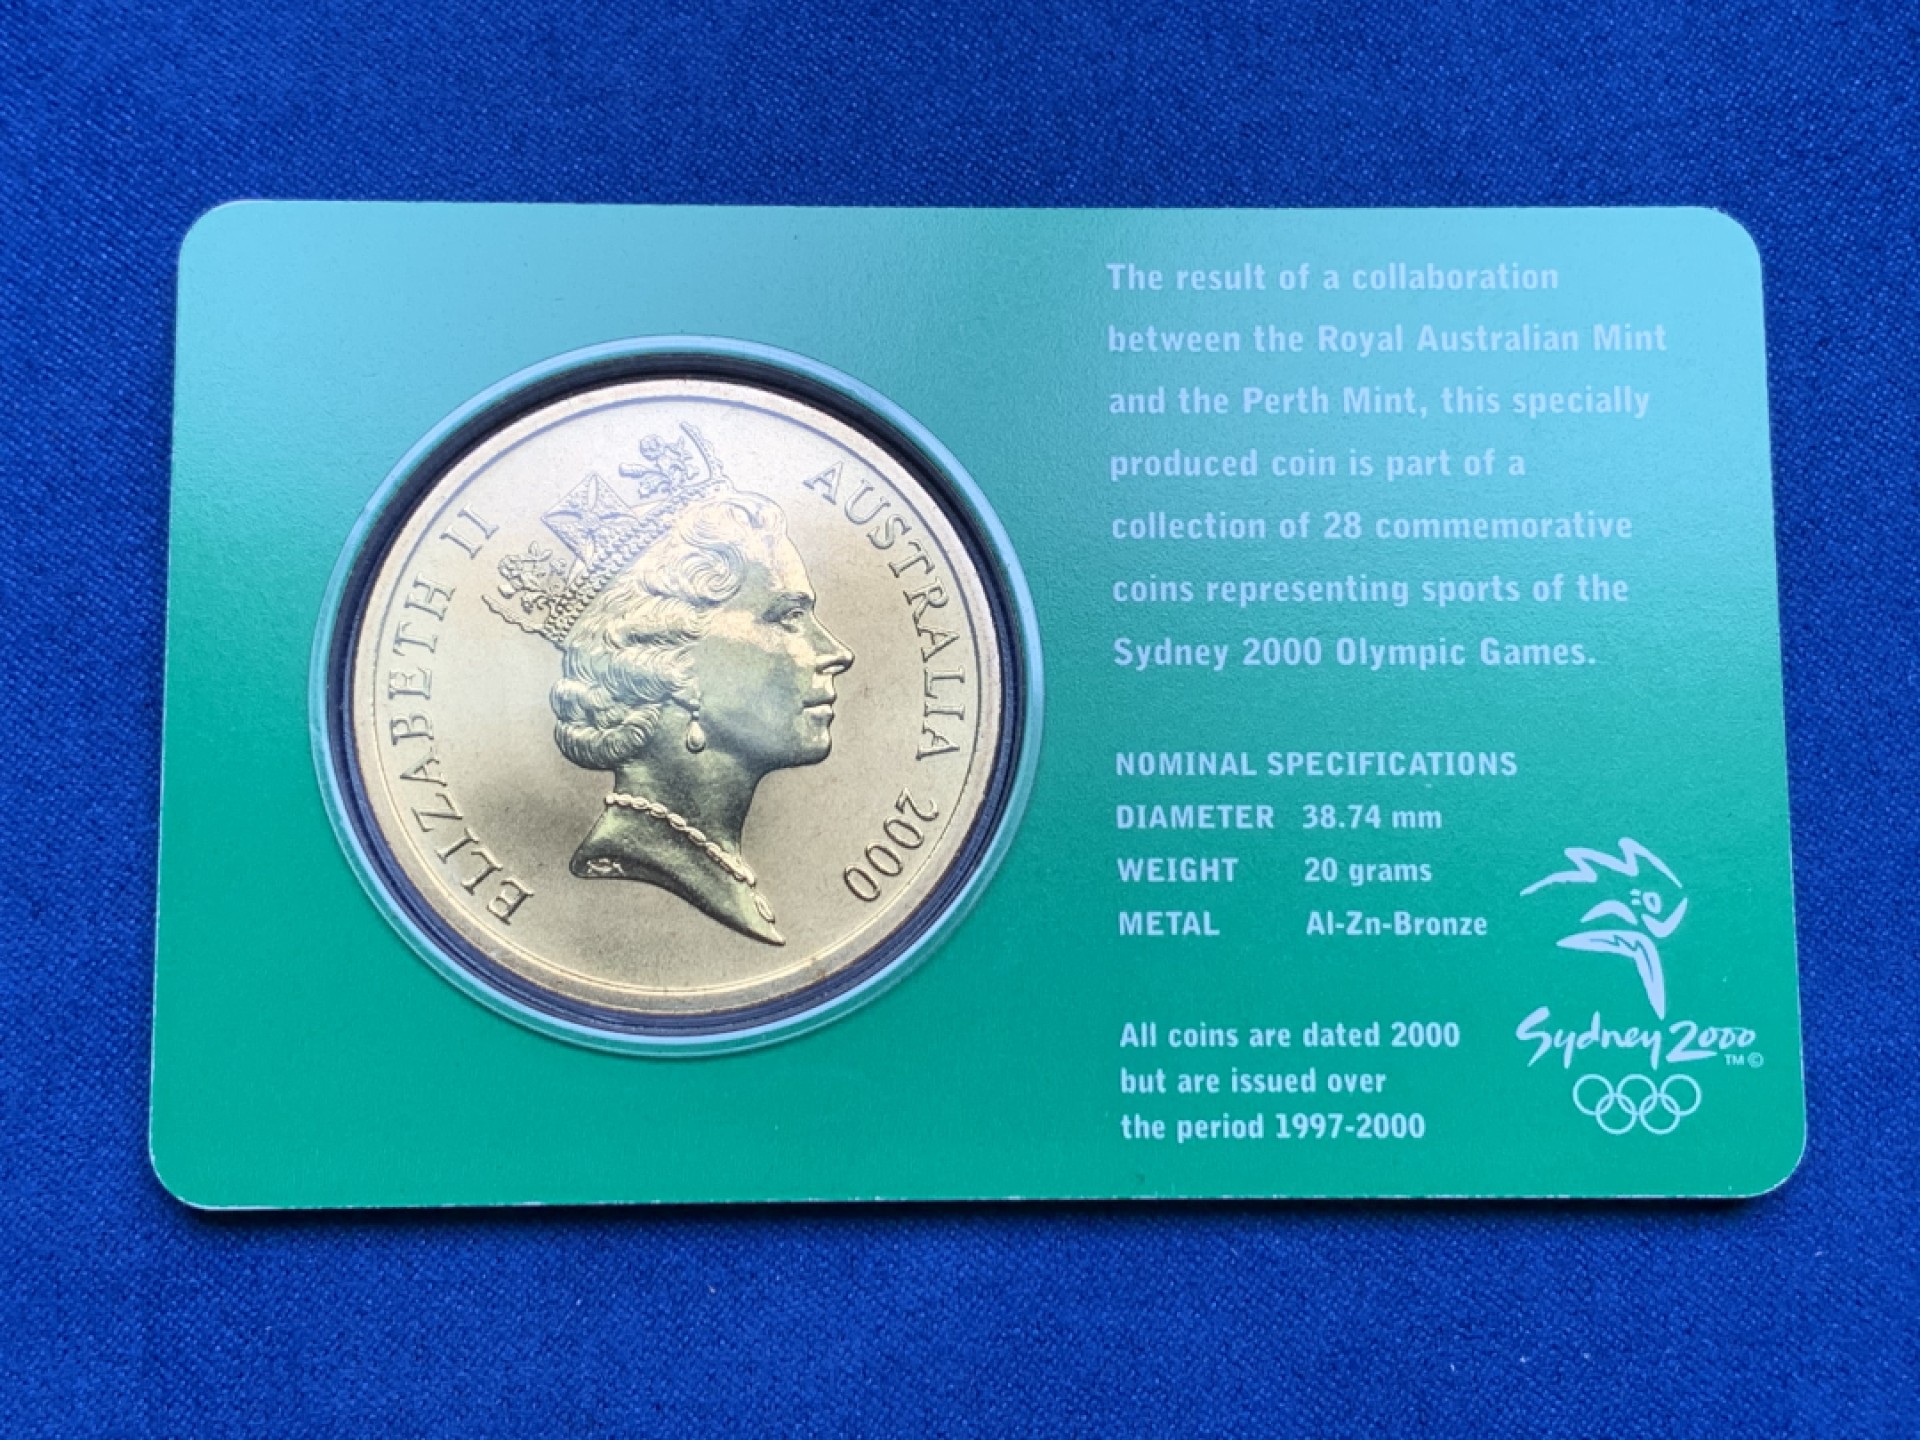 ELIZABETH II AUSTRALIA 2000
The result of a collaboration
between the Royal Australian Mint
and the Perth Mint, this specially
produced coin is part of a
collection of 28 commemorative
coins representing sports of the
Sydney 2000 Olympic Games.
NOMINAL SPECIFICATIONS
DIAMETER 38.74 mm
WEIGHT 20 grams
METAL Al-Zn-Bronze
All coins are dated 2000
but are issued over
the period 1997-2000
Sydney 2000
TM ©